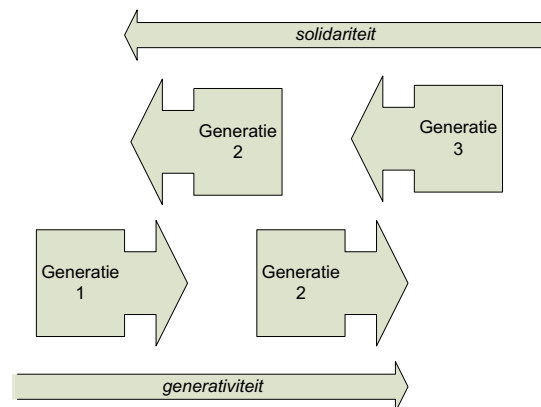 solidariteit
Generatie
2
Generatie
3
Generatie
1
Generatie
2
generativiteit